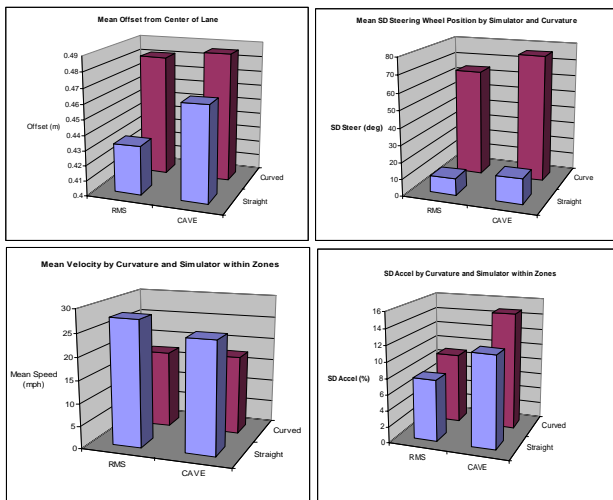 Mean Offset from Center of Lane
0.49
0.48
0.47
0.46
0.45
0.44
0.43
0.42
0.41
0.4
Offset (m)
RMS
CAVE
Straight
Curved
Mean SD Steering Wheel Position by Simulator and Curvature
80
70
60
50
40
30
20
10
0
SD Steer (deg)
RMS
CAVE
Straight
Curve
Mean Velocity by Curvature and Simulator within Zones
30
25
20
15
10
5
0
Mean Speed
(mph)
RMS
CAVE
Straight
Curved
SD Accel by Curvature and Simulator within Zones
16
14
12
10
8
6
4
2
0
SD Accel (%)
RMS
CAVE
Straight
Curved